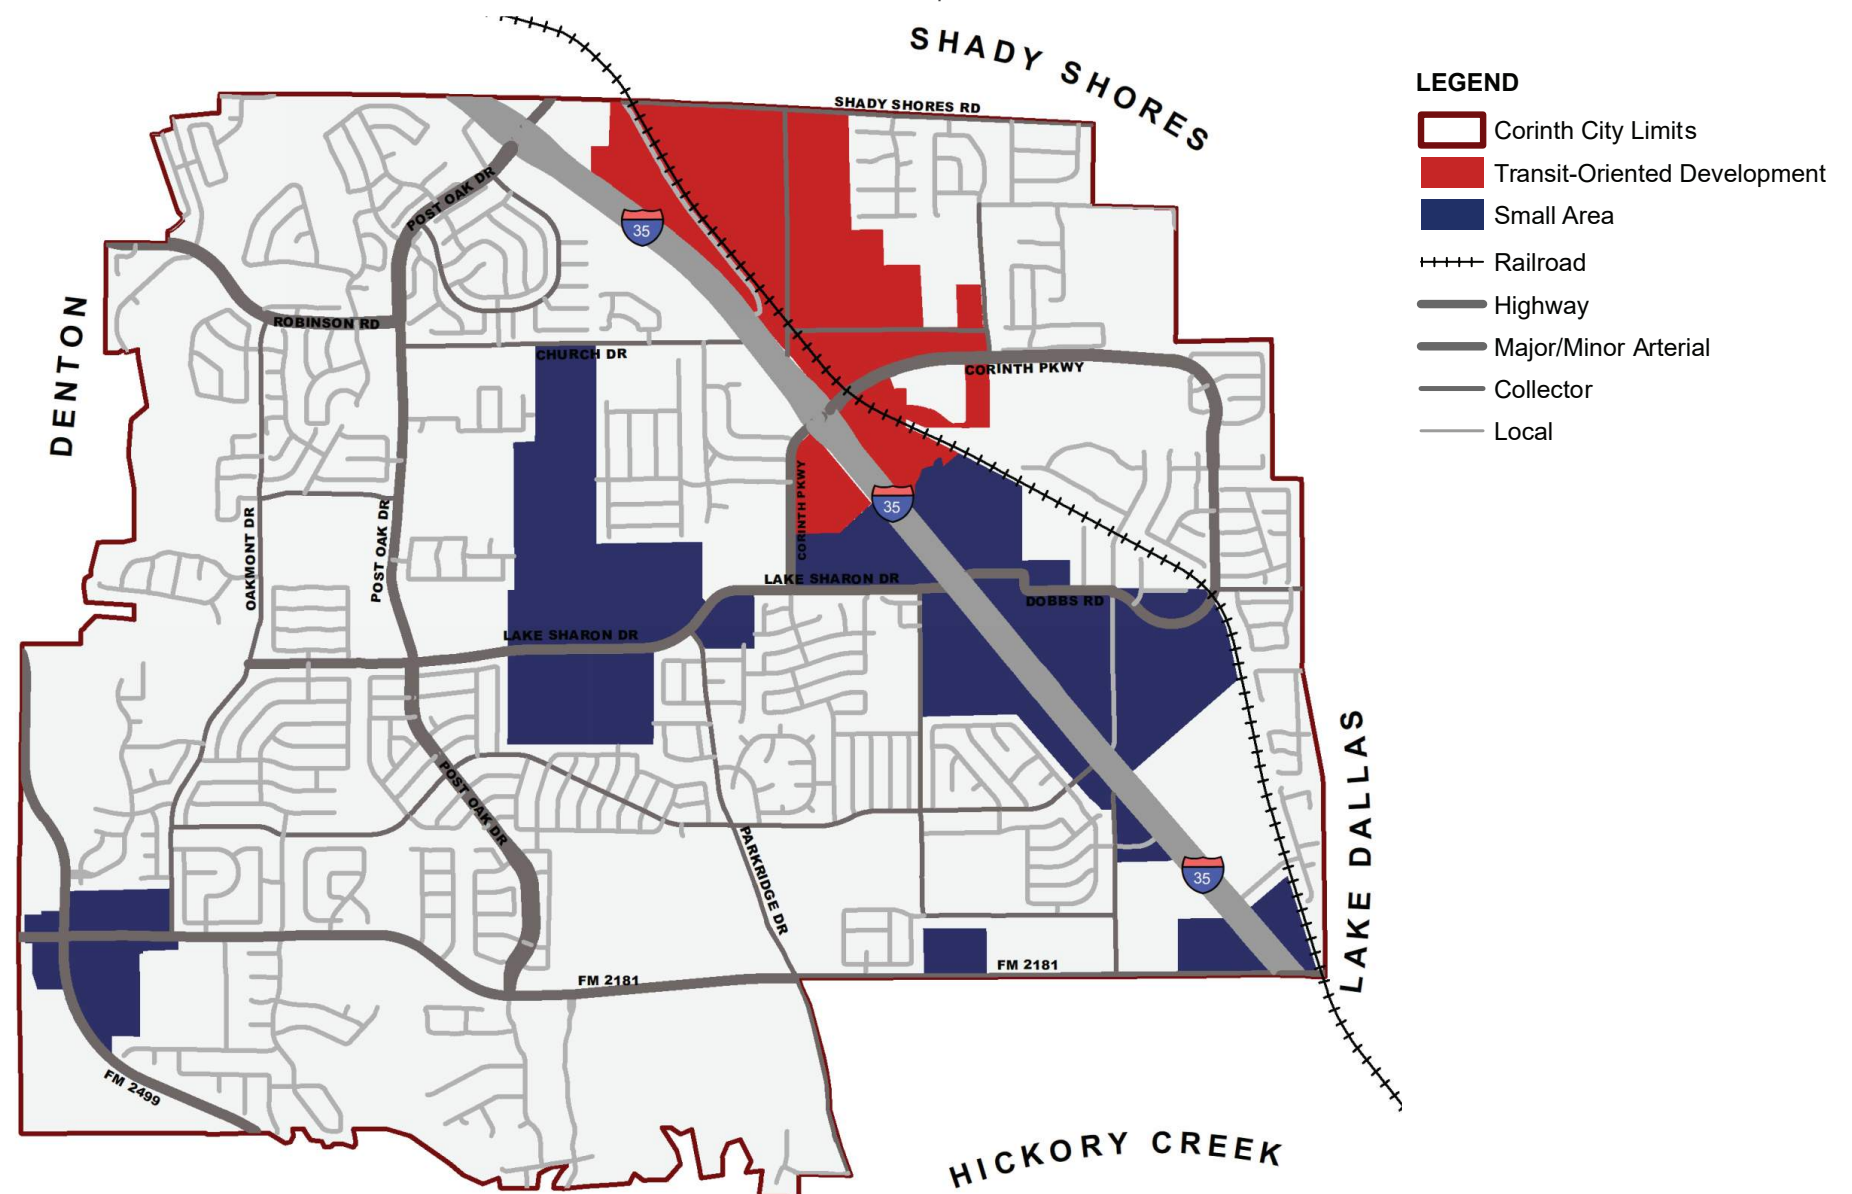 SHADY SHORES
SHADY SHORES RD
LEGEND
Corinth City Limits
Transit-Oriented Development
Small Area
Railroad
Highway
Major/Minor Arterial
Collector
Local
POST OAK DR
35
DENTON
ROBINSON RD
CHURCH DR
CORINTH PKWY
OAKMONT DR
POST OAK DR
CORINTH PKWY
35
LAKE SHARON DR
DOBBS RD
LAKE SHARON DR
POST OAK DR
PARKRIDGE DR
35
LAKE DALLAS
FM 2181
FM 2181
FM 2499
HICKORY CREEK